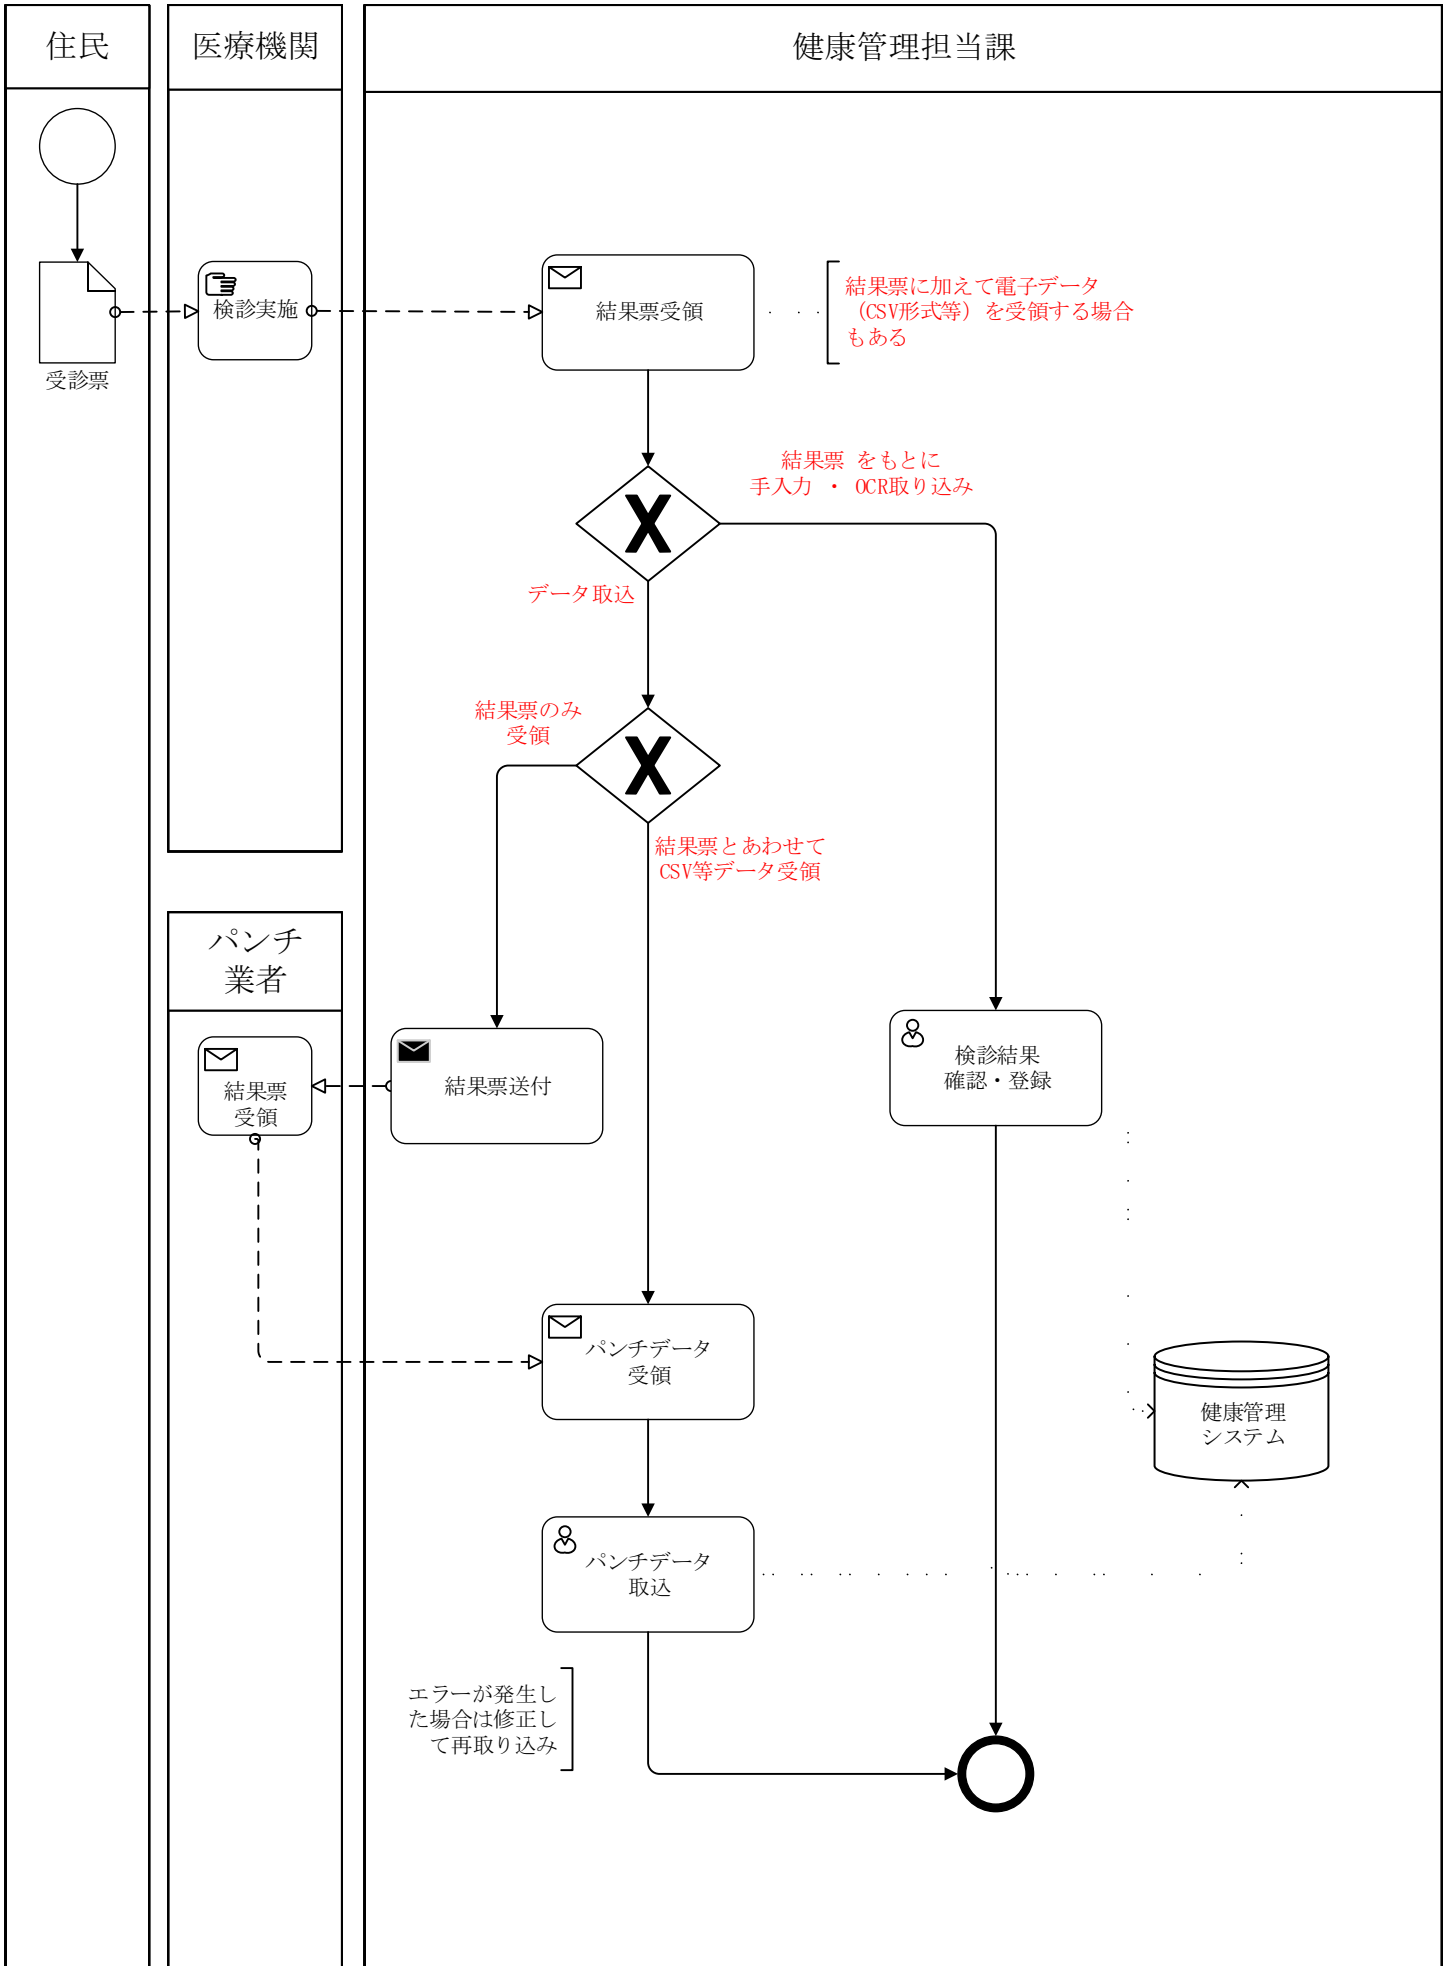 住民
医療機関
健康管理担当課
受診票
検診実施
結果票受領
結果票に加えて電子データ
（CSV形式等）を受領する場合
もある
結果票 をもとに
手入力 ・ OCR取り込み
データ取込
結果票のみ
受領
結果票とあわせて
CSV等データ受領
パンチ
業者
結果票
受領
結果票送付
検診結果
確認・登録
パンチデータ
受領
健康管理
システム
パンチデータ
取込
エラーが発生し
た場合は修正し
て再取り込み